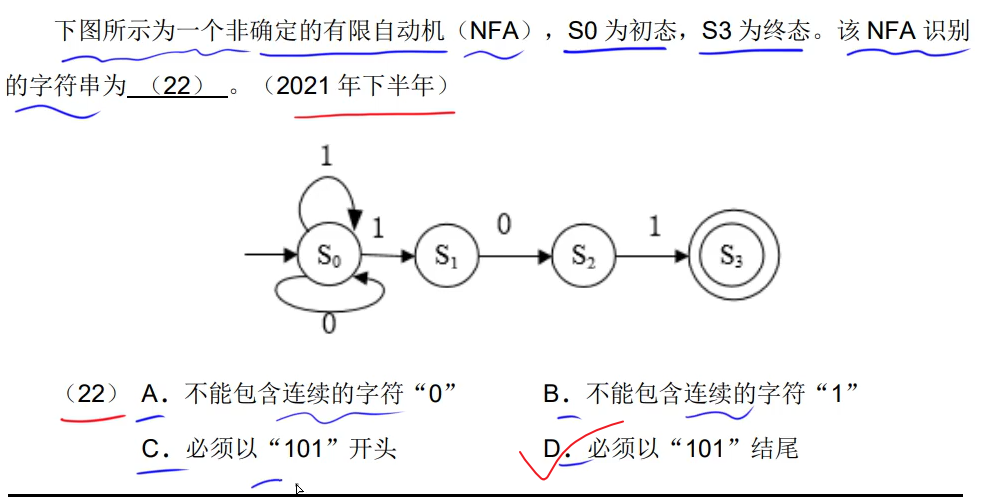 下图所示为一个非确定的有限自动机（NFA），S0 为初态，S3 为终态。该 NFA 识别
的字符串为 （22） 。（2021 年下半年）
1
1
0
1
S0
S1
S2
S3
0
（22） A．不能包含连续的字符“0”
B．不能包含连续的字符“1”
C．必须以“101”开头
D．必须以“101”结尾